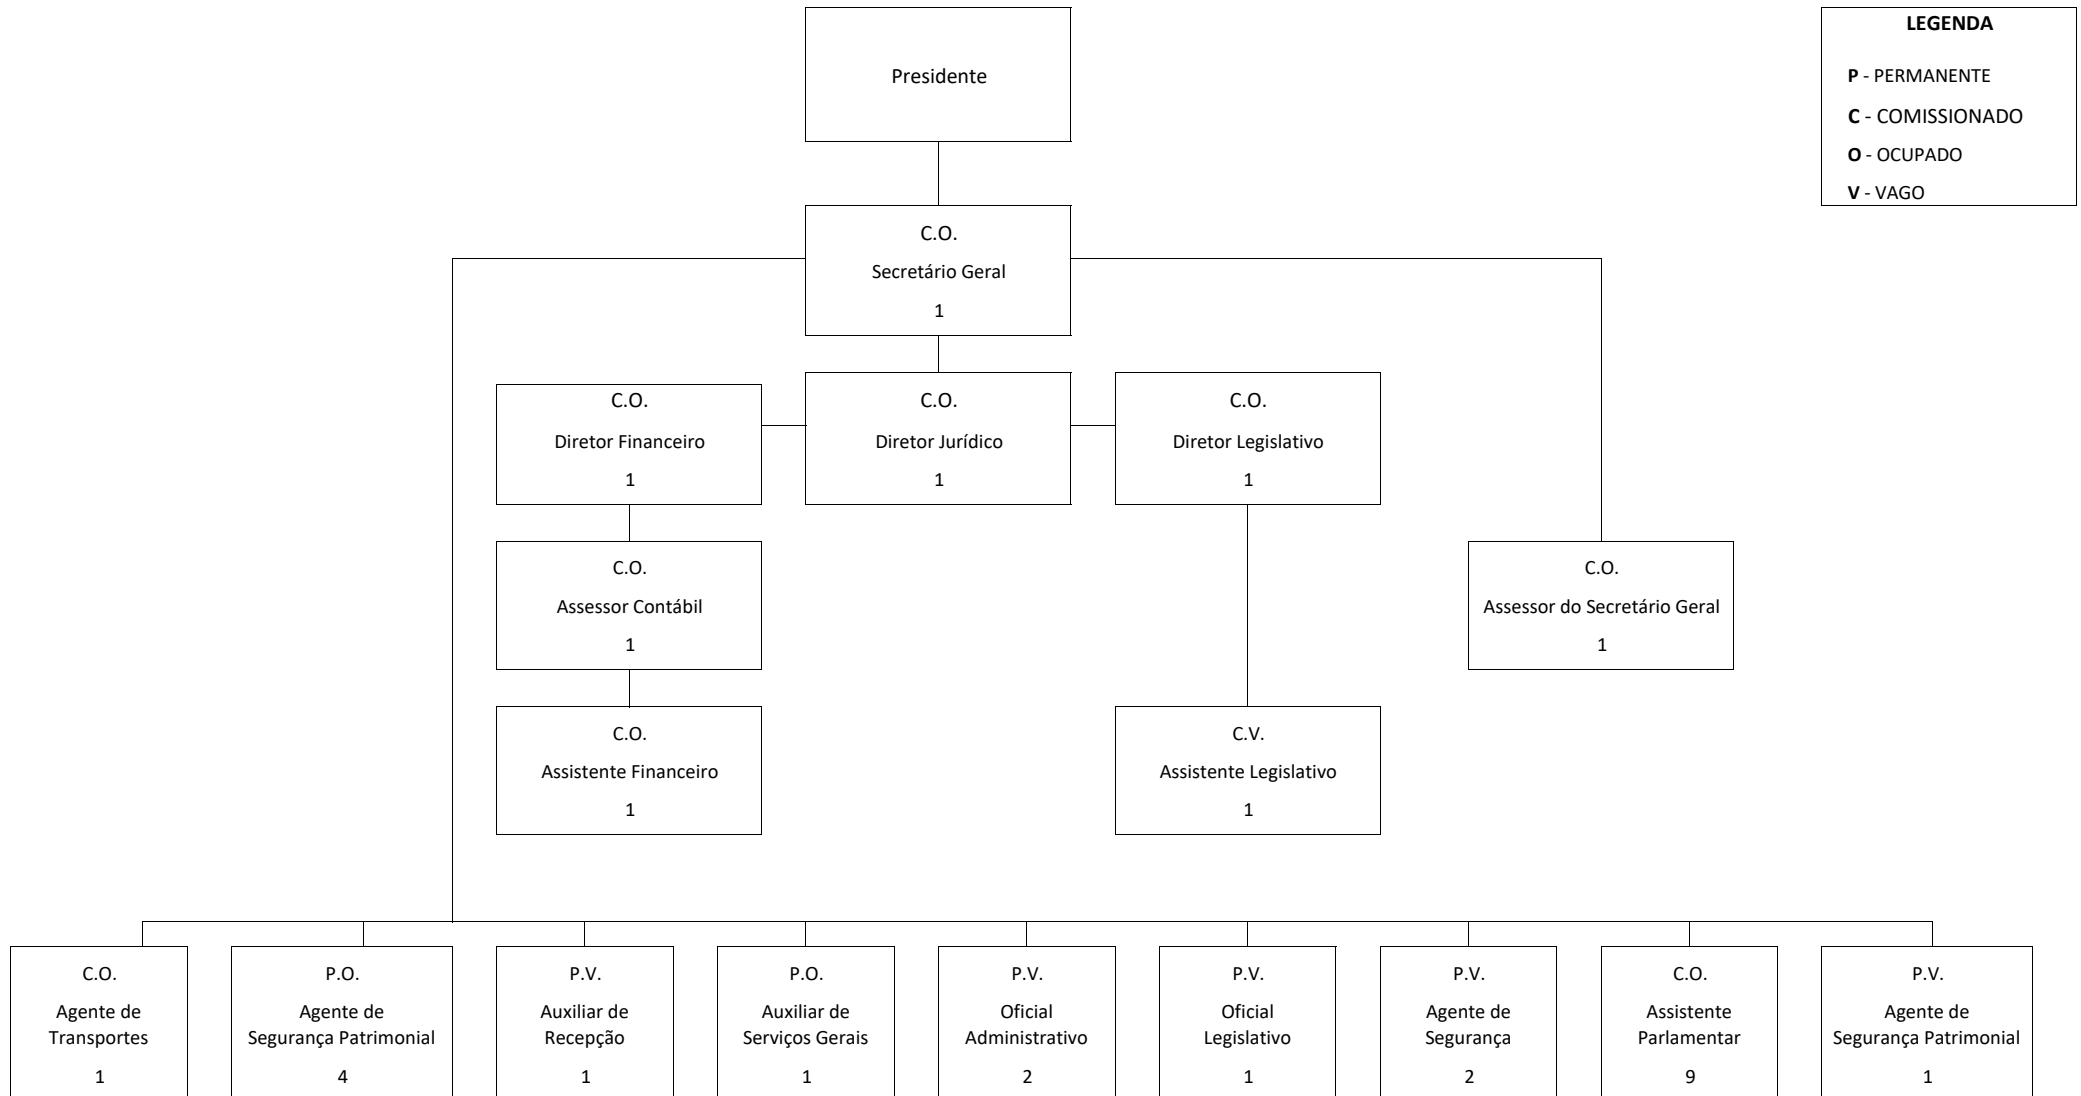 Presidente
LEGENDA
P - PERMANENTE
C - COMISSIONADO
O - OCUPADO
V - VAGO
C.O.
Secretário Geral
1
C.O.
Diretor Financeiro
1
C.O.
Diretor Jurídico
1
C.O.
Diretor Legislativo
1
C.O.
Assessor Contábil
1
C.O.
Assessor do Secretário Geral
1
C.O.
Assistente Financeiro
1
C.V.
Assistente Legislativo
1
C.O.
Agente de
Transportes
1
P.O.
Agente de
Segurança Patrimonial
4
P.V.
Auxiliar de
Recepção
1
P.O.
Auxiliar de
Serviços Gerais
1
P.V.
Oficial
Administrativo
2
P.V.
Oficial
Legislativo
1
P.V.
Agente de
Segurança
2
C.O.
Assistente
Parlamentar
9
P.V.
Agente de
Segurança Patrimonial
1